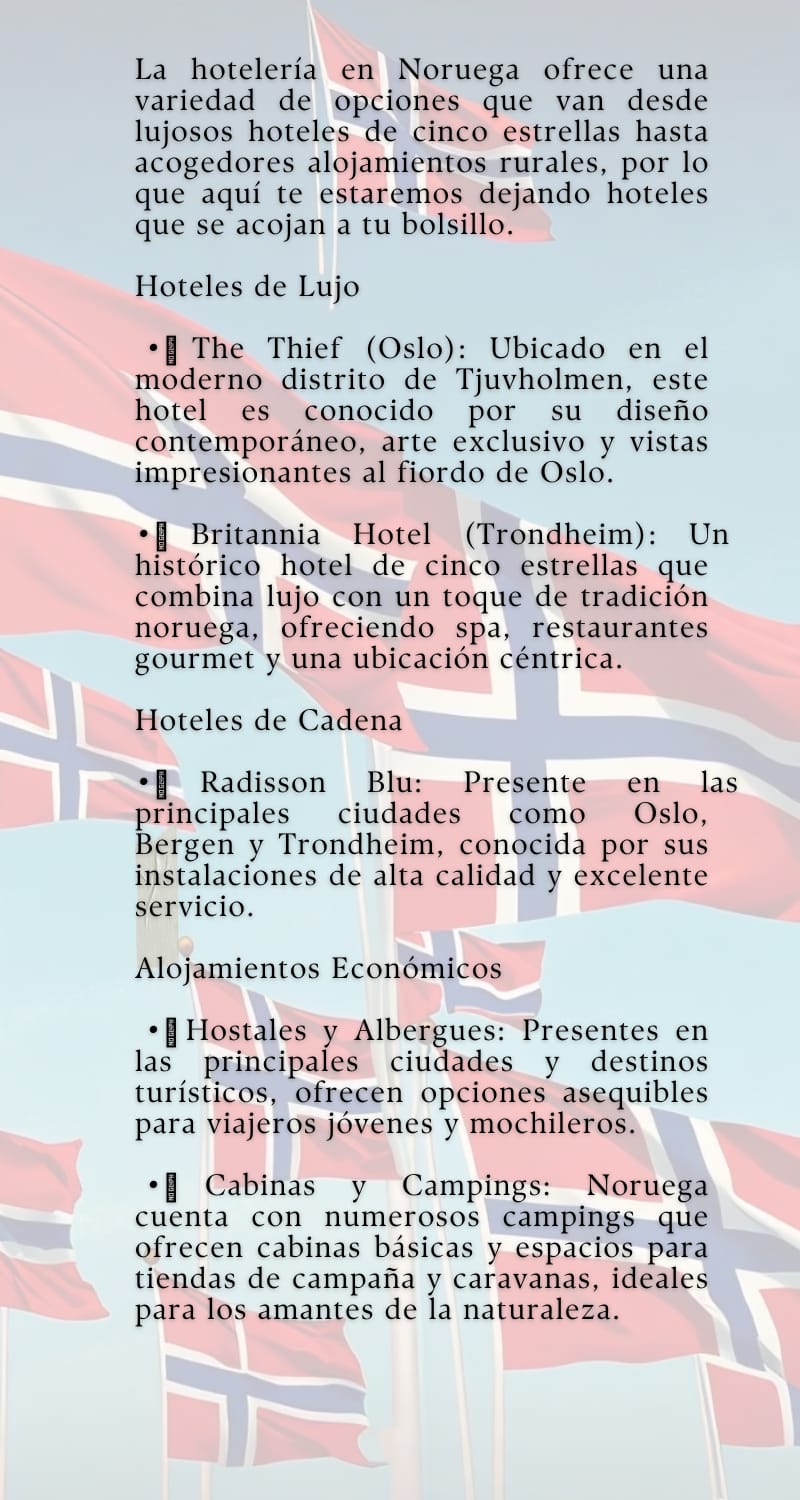 La hotelería en Noruega ofrece una
variedad de opciones que van desde
lujosos hoteles de cinco estrellas hasta
acogedores alojamientos rurales, por lo
que aquí te estaremos dejando hoteles
que se acojan a tu bolsillo.
Hoteles de Lujo
• The Thief (Oslo): Ubicado en el
moderno distrito de Tjuvholmen, este
hotel es conocido por su diseño
contemporáneo, arte exclusivo y vistas
impresionantes al fiordo de Oslo.
• Britannia Hotel (Trondheim): Un
histórico hotel de cinco estrellas que
combina lujo con un toque de tradición
noruega, ofreciendo spa, restaurantes
gourmet y una ubicación céntrica.
Hoteles de Cadena
• Radisson Blu: Presente en las
principales ciudades como Oslo,
Bergen y Trondheim, conocida por sus
instalaciones de alta calidad y excelente
servicio.
Alojamientos Económicos
• Hostales y Albergues: Presentes en
las principales ciudades y destinos
turísticos, ofrecen opciones asequibles
para viajeros jóvenes y mochileros.
• Cabinas y Campings: Noruega
cuenta con numerosos campings que
ofrecen cabinas básicas y espacios para
tiendas de campaña y caravanas, ideales
para los amantes de la naturaleza.